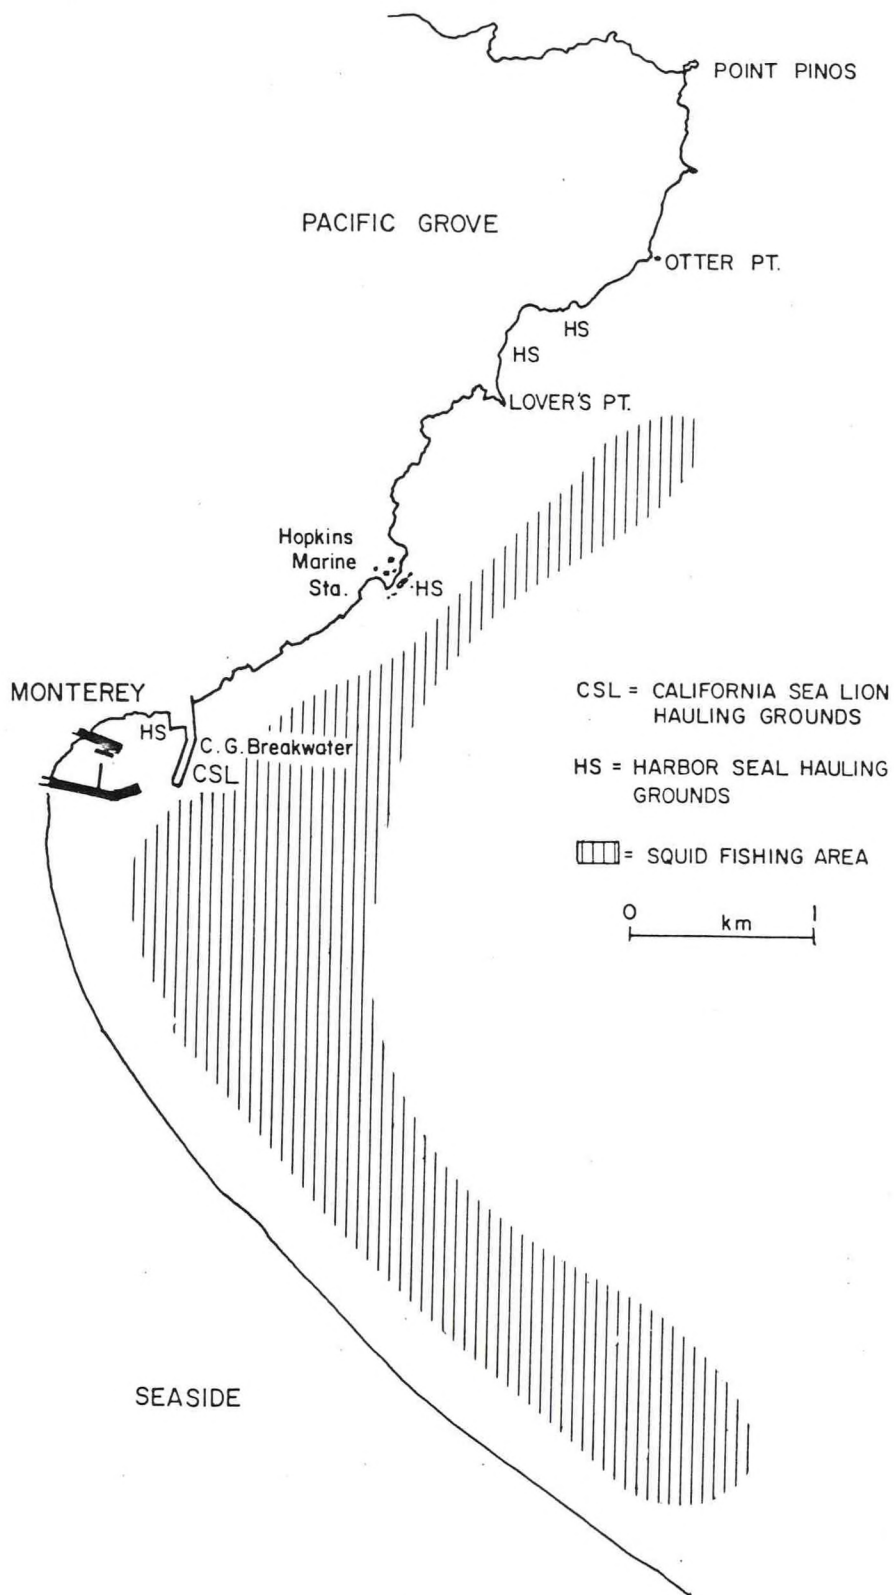 POINT PINOS
PACIFIC GROVE
OTTER PT.
HS
HS
LOVER'S PT.
Hopkins
Marine
Sta.
HS
MONTEREY
HS
C.G. Breakwater
CSL
CSL = CALIFORNIA SEA LION
HAULING GROUNDS
HS = HARBOR SEAL HAULING
GROUNDS
= SQUID FISHING AREA
0 1
km
SEASIDE